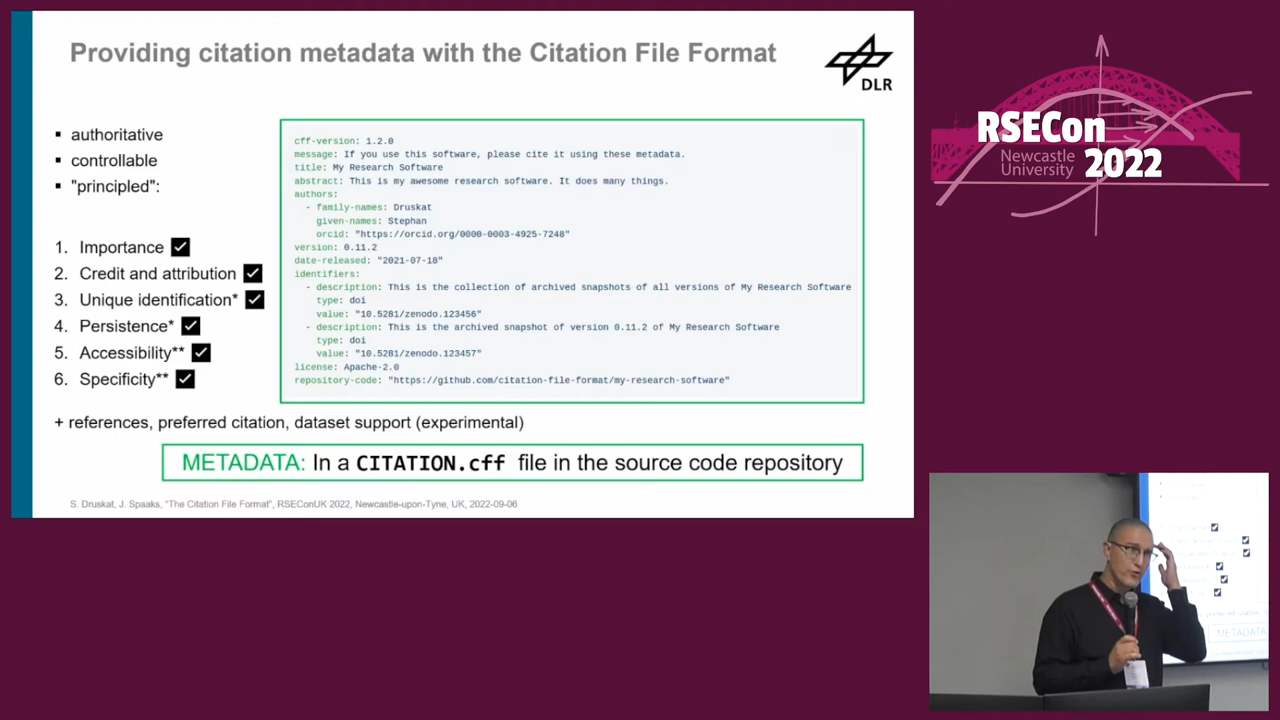 Providing citation metadata with the Citation File Format
DLR
▪ authoritative
▪ controllable
▪ "principled":
1. Importance
2. Credit and attribution
3. Unique identification*
4. Persistence*
5. Accessibility**
6. Specificity**
cff-version: 1.2.0
message: If you use this software, please cite it using these metadata.
title: My Research Software
abstract: This is my awesome research software. It does many things.
authors:
- family-names: Druskat
given-names: Stephan
orcid: "https://orcid.org/0000-0003-4925-7248"
version: 0.11.2
date-released: "2021-07-18"
identifiers:
- description: This is the collection of archived snapshots of all versions of My Research Software
type: doi
value: "10.5281/zenodo.123456"
- description: This is the archived snapshot of version 0.11.2 of My Research Software
type: doi
value: "10.5281/zenodo.123457"
license: Apache-2.0
repository-code: "https://github.com/citation-file-format/my-research-software"
+ references, preferred citation, dataset support (experimental)
METADATA: In a CITATION.cff file in the source code repository
S. Druskat, J. Spaaks, "The Citation File Format", RSEConUK 2022, Newcastle-upon-Tyne, UK, 2022-09-06
RSECon
Newcastle
University
2022
METADATA